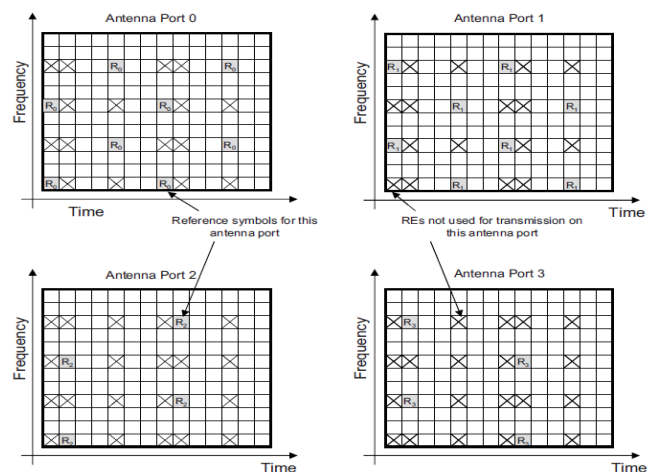 Antenna Port 0
Antenna Port 1
Frequency
R0 R0
R0 R0
R0 R0
R0 R0
Time
Frequency
R1 R1
R1 R1
R1 R1
R1 R1
Time
Reference symbols for this
antenna port
REs not used for transmission on
this antenna port
Antenna Port 2
Antenna Port 3
Frequency
R2
R2
R2
R2
Time
Frequency
R3
R3
R3
R3
Time